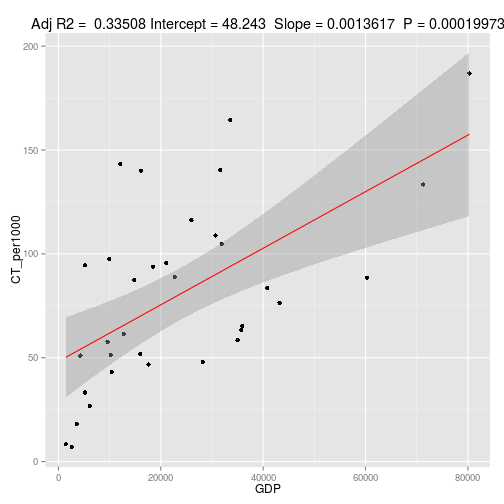 Adj R2 =  0.33508 Intercept = 48.243  Slope = 0.0013617  P = 0.00019973
200
150
100
50
0
CT_per1000
0 20000 40000 60000 80000
GDP